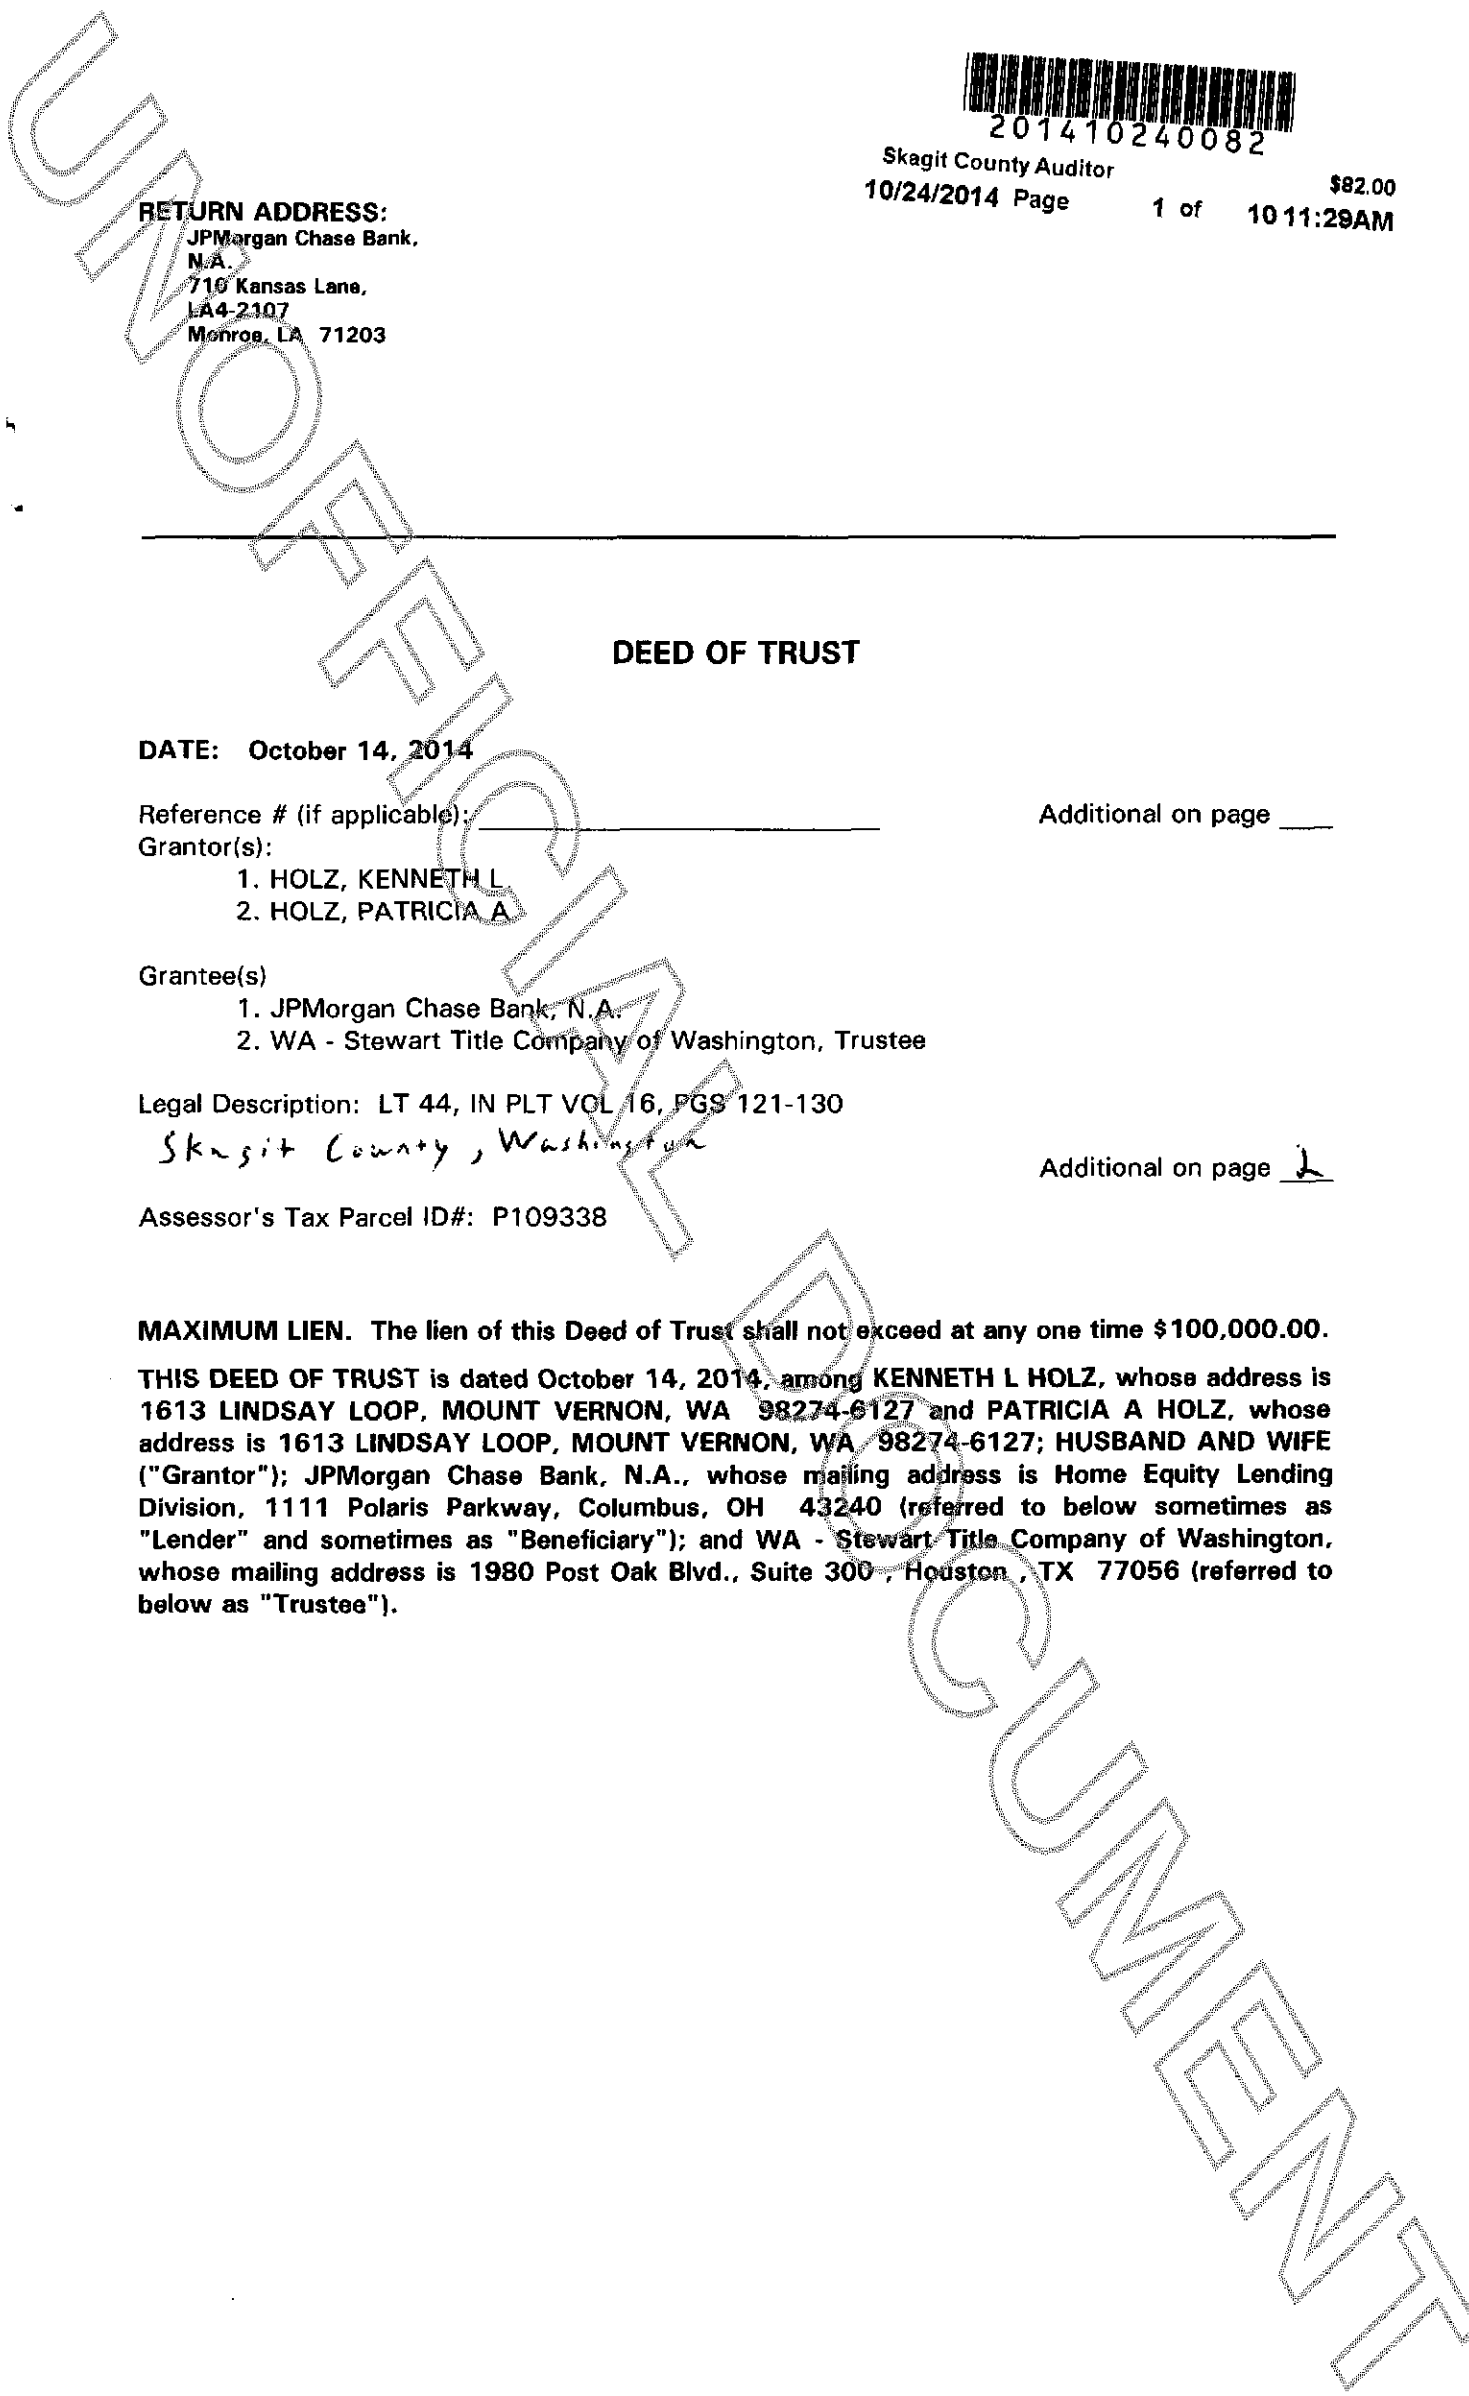 201410240082
Skagit County Auditor $82.00
10/24/2014 Page 1 of 10 11:29AM
RETURN ADDRESS:
JPMorgan Chase Bank,
N.A.
710 Kansas Lane,
LA4-2107
Monroe, LA 71203
DEED OF TRUST
DATE: October 14, 2014
Reference # (if applicable): Additional on page
Grantor(s):
1. HOLZ, KENNETH L.
2. HOLZ, PATRICIA A.
Grantee(s)
1. JPMorgan Chase Bank, N.A.
2. WA - Stewart Title Company of Washington, Trustee
Legal Description: LT 44, IN PLT VOL 16, PGS 121-130
Skagit County, Washington
Additional on page 2
Assessor's Tax Parcel ID#: P109338
MAXIMUM LIEN. The lien of this Deed of Trust shall not exceed at any one time $100,000.00.
THIS DEED OF TRUST is dated October 14, 2014, among KENNETH L HOLZ, whose address is
1613 LINDSAY LOOP, MOUNT VERNON, WA 98274-6127 and PATRICIA A HOLZ, whose
address is 1613 LINDSAY LOOP, MOUNT VERNON, WA 98274-6127; HUSBAND AND WIFE
("Grantor"); JPMorgan Chase Bank, N.A., whose mailing address is Home Equity Lending
Division, 1111 Polaris Parkway, Columbus, OH 43240 (referred to below sometimes as
"Lender" and sometimes as "Beneficiary"); and WA - Stewart Title Company of Washington,
whose mailing address is 1980 Post Oak Blvd., Suite 300 , Houston , TX 77056 (referred to
below as "Trustee").
UNOFFICIAL DOCUMENT